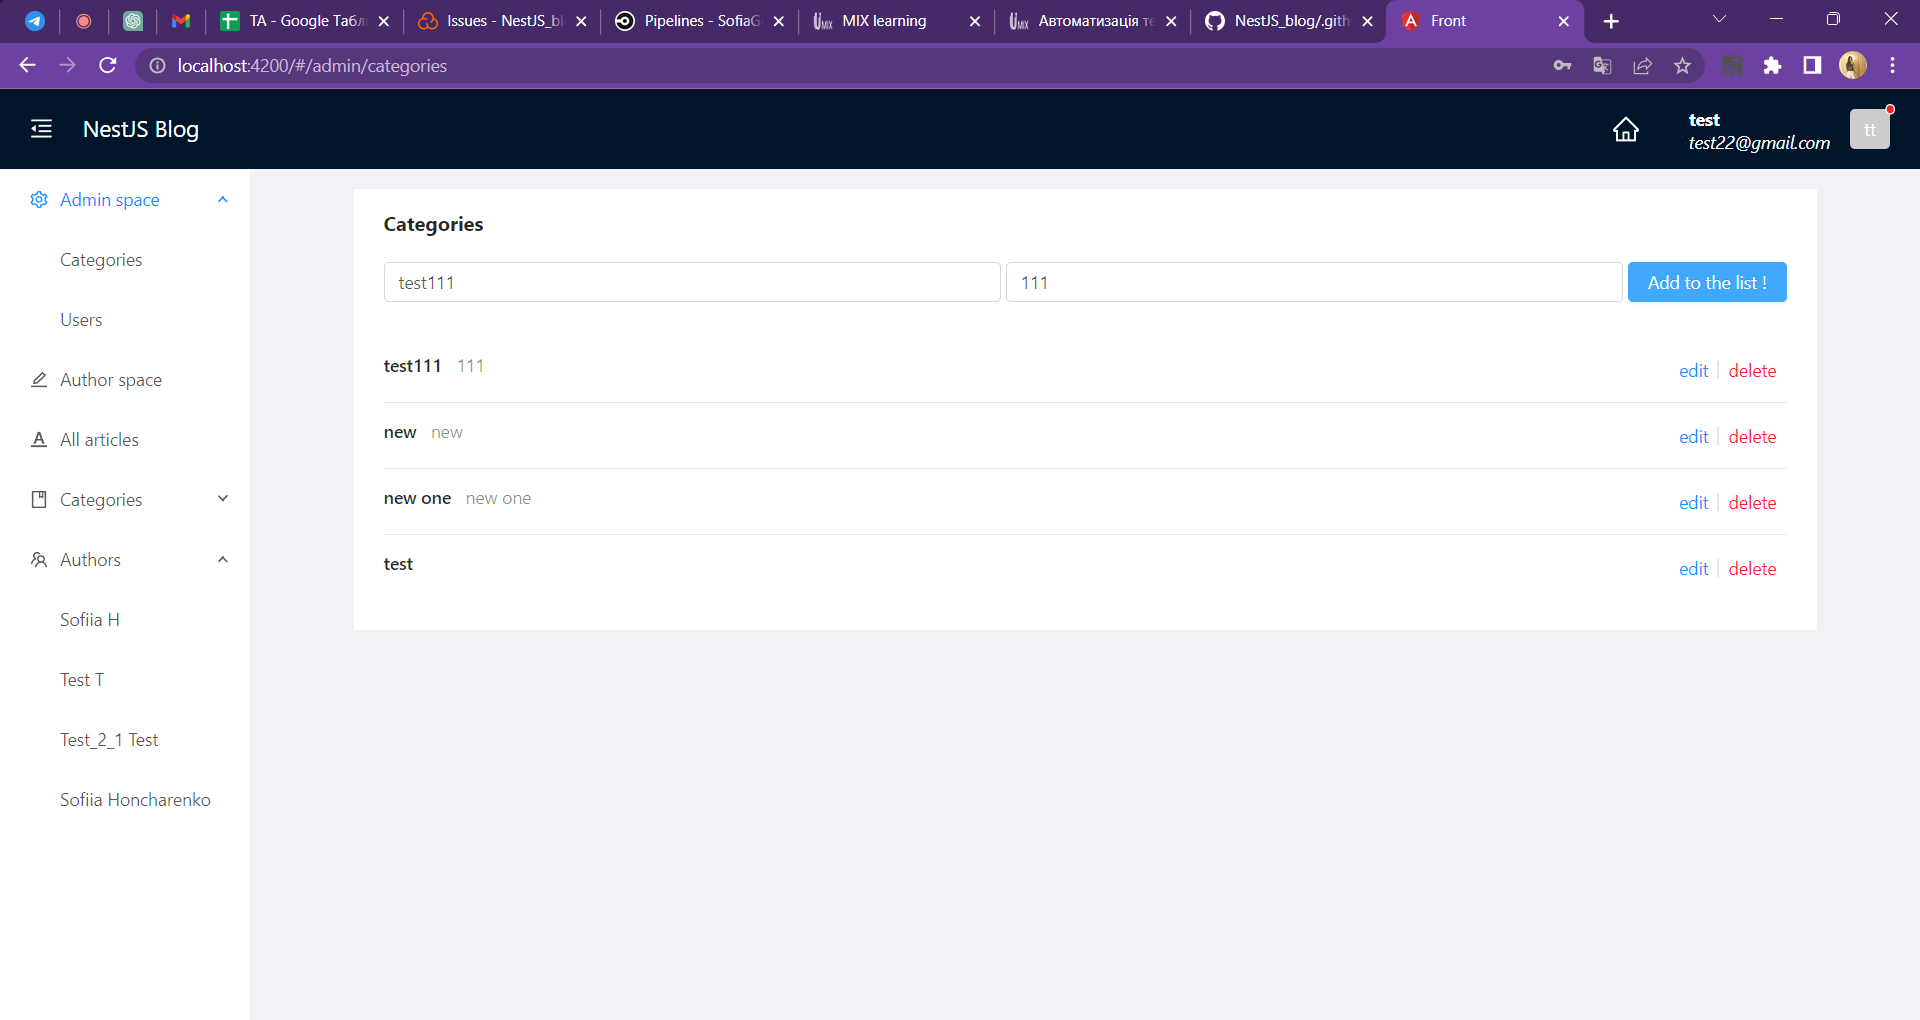 TA - Google Табл
Issues - NestJS_bl
Pipelines - SofiaG
MIX learning
Автоматизація те
NestJS_blog/.gith
Front
localhost:4200/#/admin/categories
NestJS Blog
test
test22@gmail.com
tt
Admin space
Categories
Users
Author space
All articles
Categories
Authors
Sofiia H
Test T
Test_2_1 Test
Sofiia Honcharenko
Categories
test111
111
Add to the list !
test111 111
edit delete
new new
edit delete
new one new one
edit delete
test
edit delete